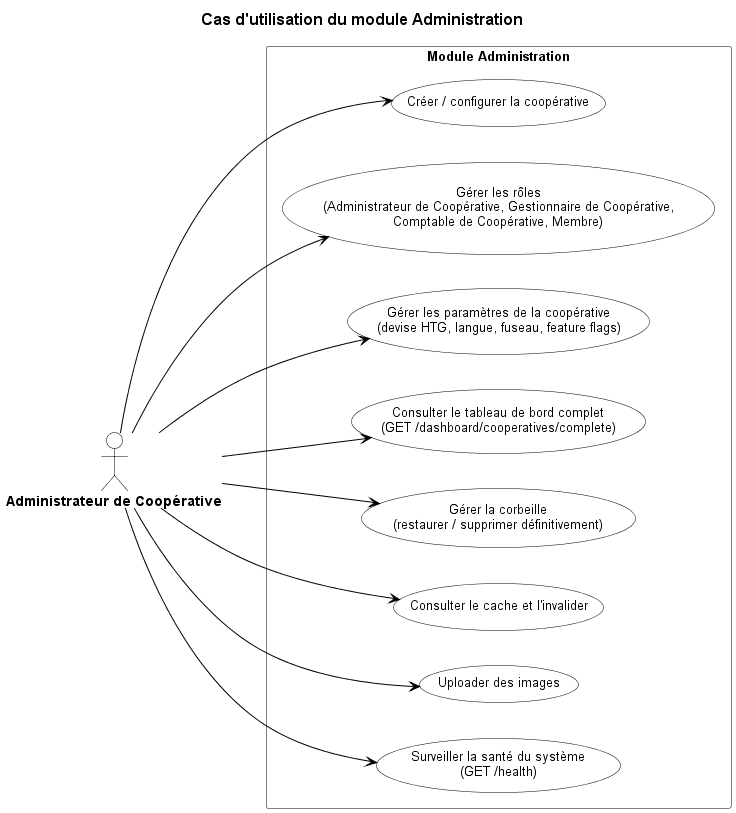 Cas d'utilisation du module Administration
Module Administration
Créer / configurer la coopérative
Gérer les rôles
(Administrateur de Coopérative, Gestionnaire de Coopérative,
Comptable de Coopérative, Membre)
Gérer les paramètres de la coopérative
(devise HTG, langue, fuseau, feature flags)
Consulter le tableau de bord complet
(GET /dashboard/cooperatives/complete)
Administrateur de Coopérative
Gérer la corbeille
(restaurer / supprimer définitivement)
Consulter le cache et l'invalider
Uploader des images
Surveiller la santé du système
(GET /health)